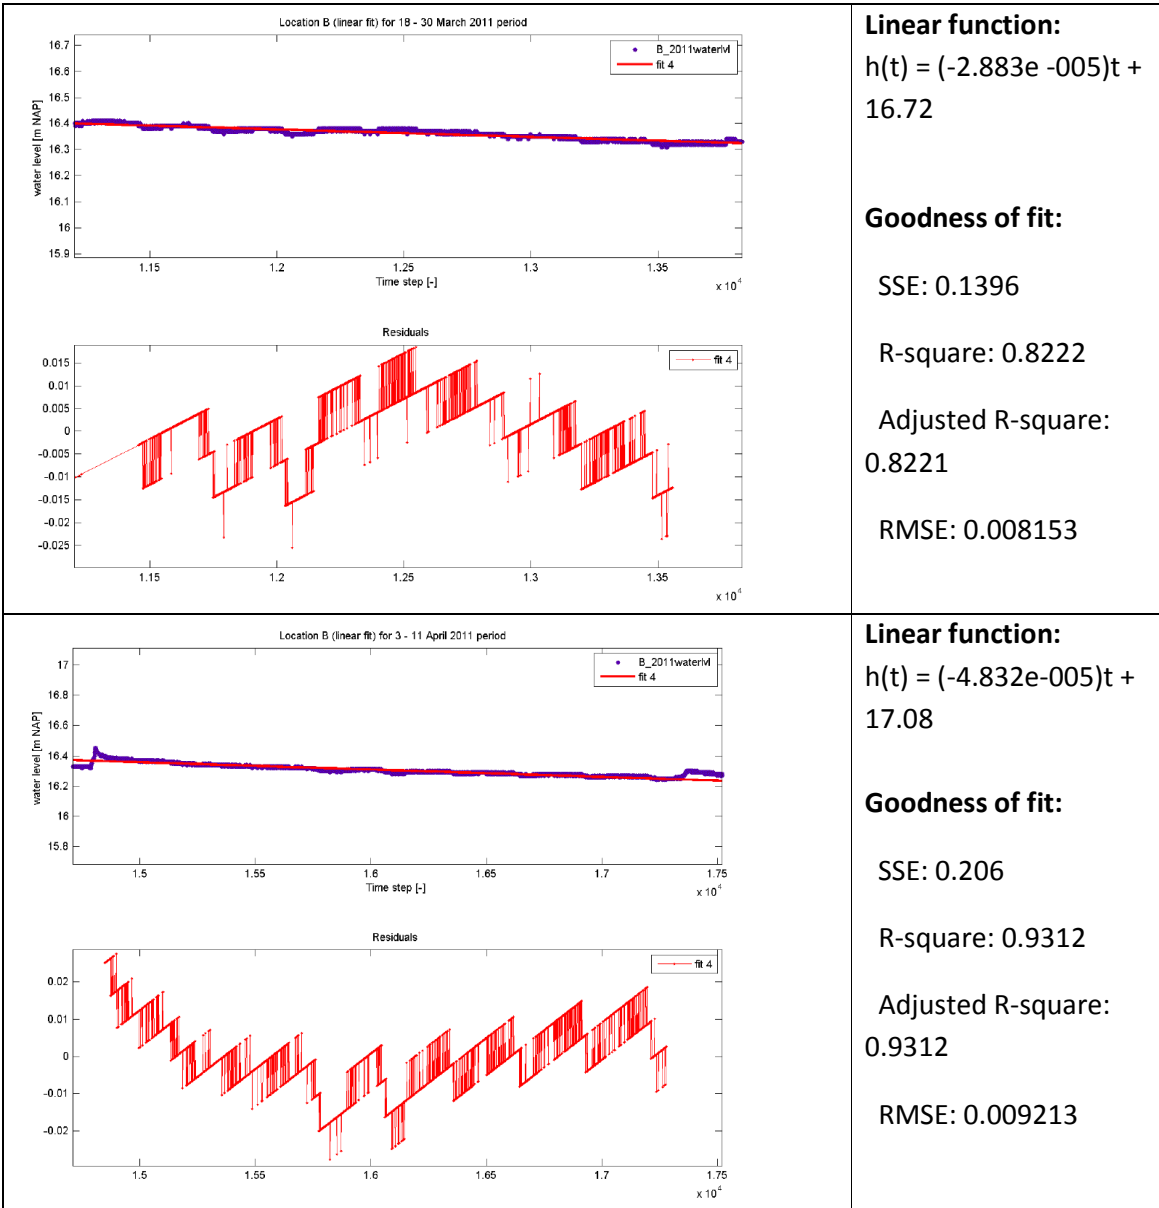 Location B (linear fit) for 18 - 30 March 2011 period
B_2011waterlvl
fit 4
16.7
16.6
16.5
16.4
16.3
16.2
16.1
16
15.9
water level [m NAP]
1.15
1.2
1.25
1.3
1.35
Time step [-]
x 10^4
Residuals
fit 4
0.015
0.01
0.005
0
-0.005
-0.01
-0.015
-0.02
-0.025
1.15
1.2
1.25
1.3
1.35
x 10^4
Linear function:
h(t) = (-2.883e -005)t +
16.72
Goodness of fit:
SSE: 0.1396
R-square: 0.8222
Adjusted R-square:
0.8221
RMSE: 0.008153
Location B (linear fit) for 3 - 11 April 2011 period
B_2011waterlvl
fit 4
17
16.8
16.6
16.4
16.2
16
15.8
water level [m NAP]
1.5
1.55
1.6
1.65
1.7
1.75
Time step [-]
x 10^4
Residuals
fit 4
0.02
0.01
0
-0.01
-0.02
1.5
1.55
1.6
1.65
1.7
1.75
x 10^4
Linear function:
h(t) = (-4.832e-005)t +
17.08
Goodness of fit:
SSE: 0.206
R-square: 0.9312
Adjusted R-square:
0.9312
RMSE: 0.009213